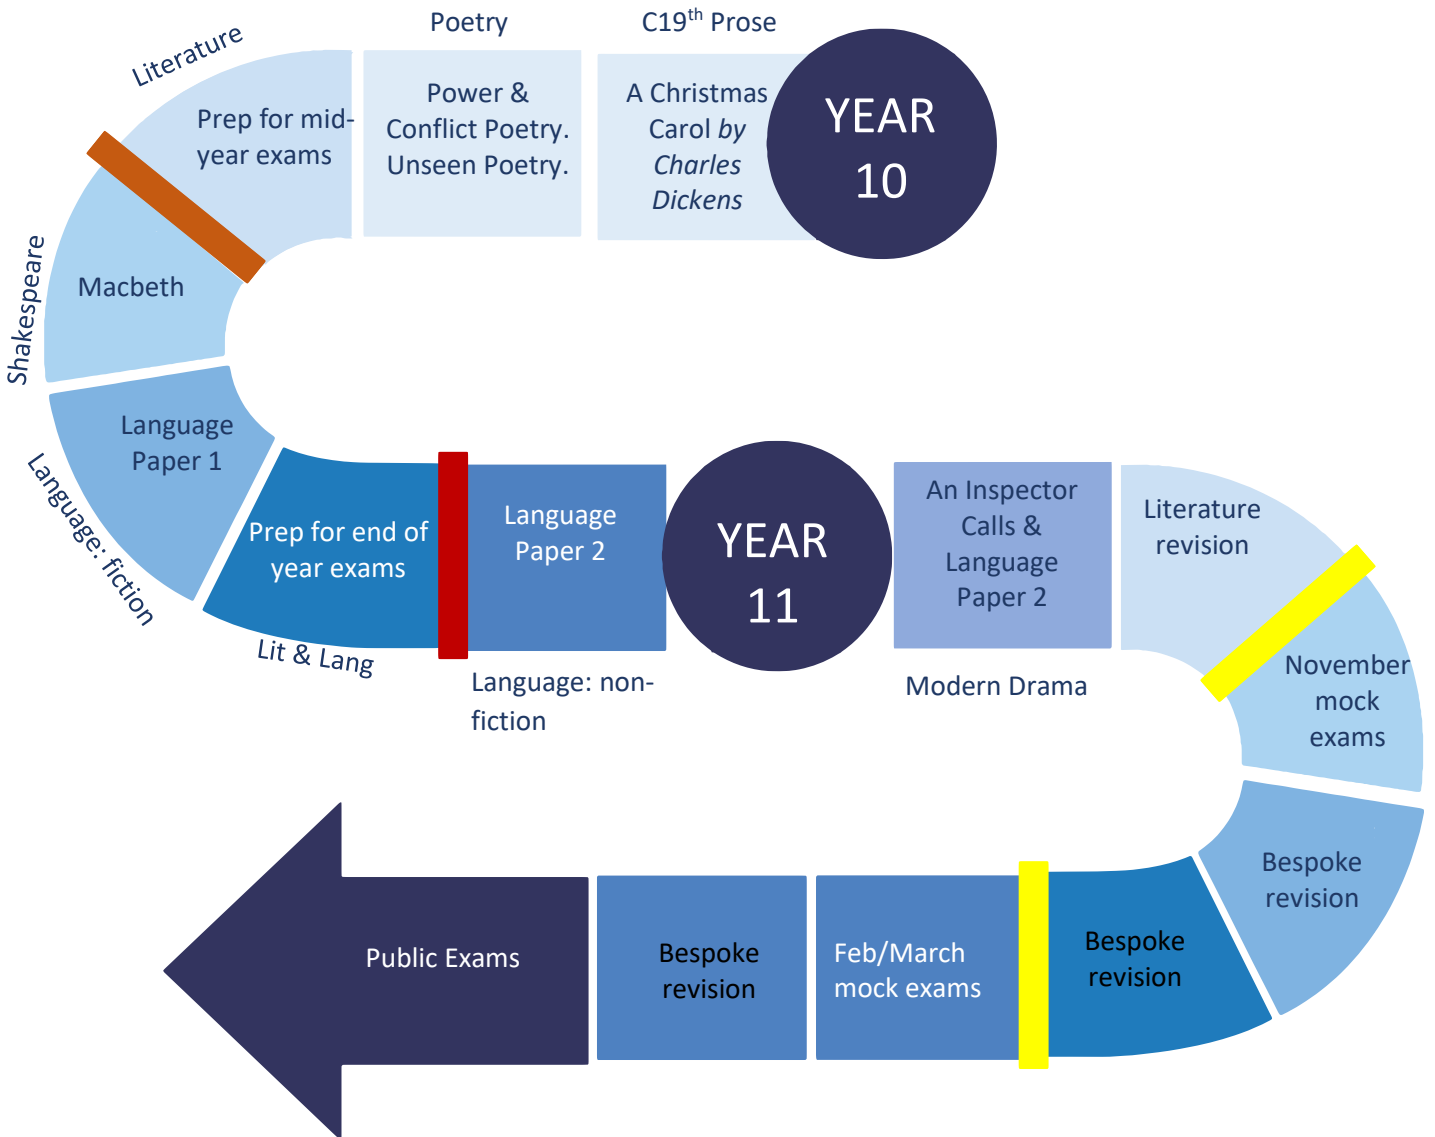 Poetry
C19th Prose
YEAR
10
A Christmas
Carol by
Charles
Dickens
Power &
Conflict Poetry.
Unseen Poetry.
Literature
Prep for mid-
year exams
Shakespeare
Macbeth
Language
Paper 1
Language: fiction
Prep for end of
year exams
Lit & Lang
Language
Paper 2
Language: non-
fiction
YEAR
11
An Inspector
Calls &
Language
Paper 2
Modern Drama
Literature
revision
November
mock
exams
Bespoke
revision
Bespoke
revision
Feb/March
mock exams
Bespoke
revision
Public Exams